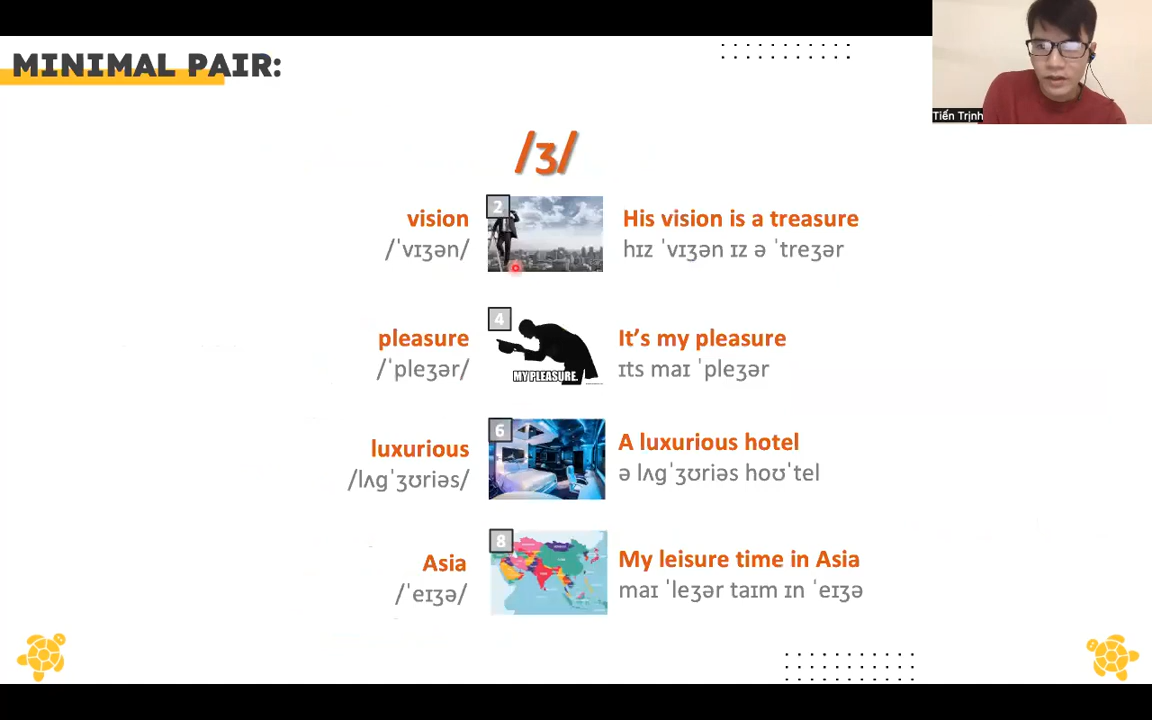 MINIMAL PAIR:
Tiến Trịnh
/ʒ/
vision
/ˈvɪʒən/
2
His vision is a treasure
hɪz ˈvɪʒən ɪz ə ˈtreʒər
pleasure
/ˈpleʒər/
4
MY PLEASURE.
It’s my pleasure
ɪts maɪ ˈpleʒər
luxurious
/lʌgˈʒʊriəs/
6
A luxurious hotel
ə lʌgˈʒʊriəs hoʊˈtel
Asia
/ˈeɪʒə/
8
My leisure time in Asia
maɪ ˈleʒər taɪm ɪn ˈeɪʒə